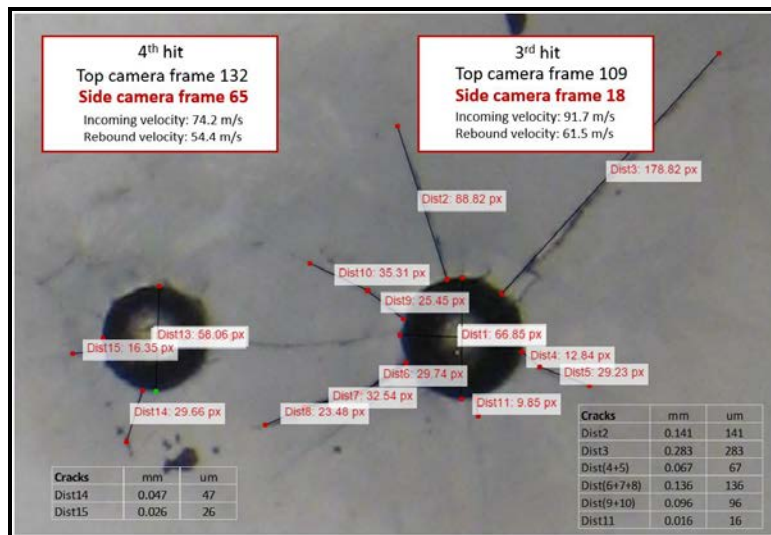 4th hit
Top camera frame 132
Side camera frame 65
Incoming velocity: 74.2 m/s
Rebound velocity: 54.4 m/s
3rd hit
Top camera frame 109
Side camera frame 18
Incoming velocity: 91.7 m/s
Rebound velocity: 61.5 m/s
Dist3: 178.82 px
Dist2: 88.82 px
Dist10: 35.31 px
Dist9: 25.45 px
Dist13: 58.06 px
Dist1: 66.85 px
Dist15: 16.35 px
Dist4: 12.84 px
Dist6: 29.74 px
Dist5: 29.23 px
Dist7: 32.54 px
Dist14: 29.66 px
Dist8: 23.48 px
Dist11: 9.85 px
Cracks mm um
Dist14 0.047 47
Dist15 0.026 26
Cracks mm um
Dist2 0.141 141
Dist3 0.283 283
Dist(4+5) 0.067 67
Dist(6+7+8) 0.136 136
Dist(9+10) 0.096 96
Dist11 0.016 16